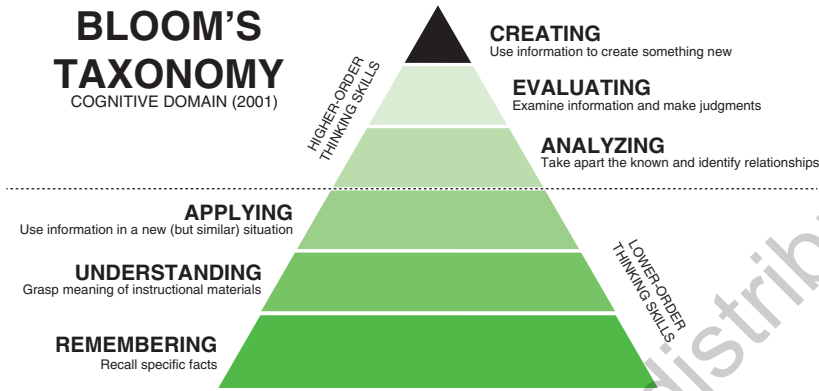 BLOOM'S
TAXONOMY
COGNITIVE DOMAIN (2001)
HIGHER-ORDER
THINKING SKILLS
CREATING
Use information to create something new
EVALUATING
Examine information and make judgments
ANALYZING
Take apart the known and identify relationships
APPLYING
Use information in a new (but similar) situation
UNDERSTANDING
Grasp meaning of instructional materials
REMEMBERING
Recall specific facts
LOWER-ORDER
THINKING SKILLS